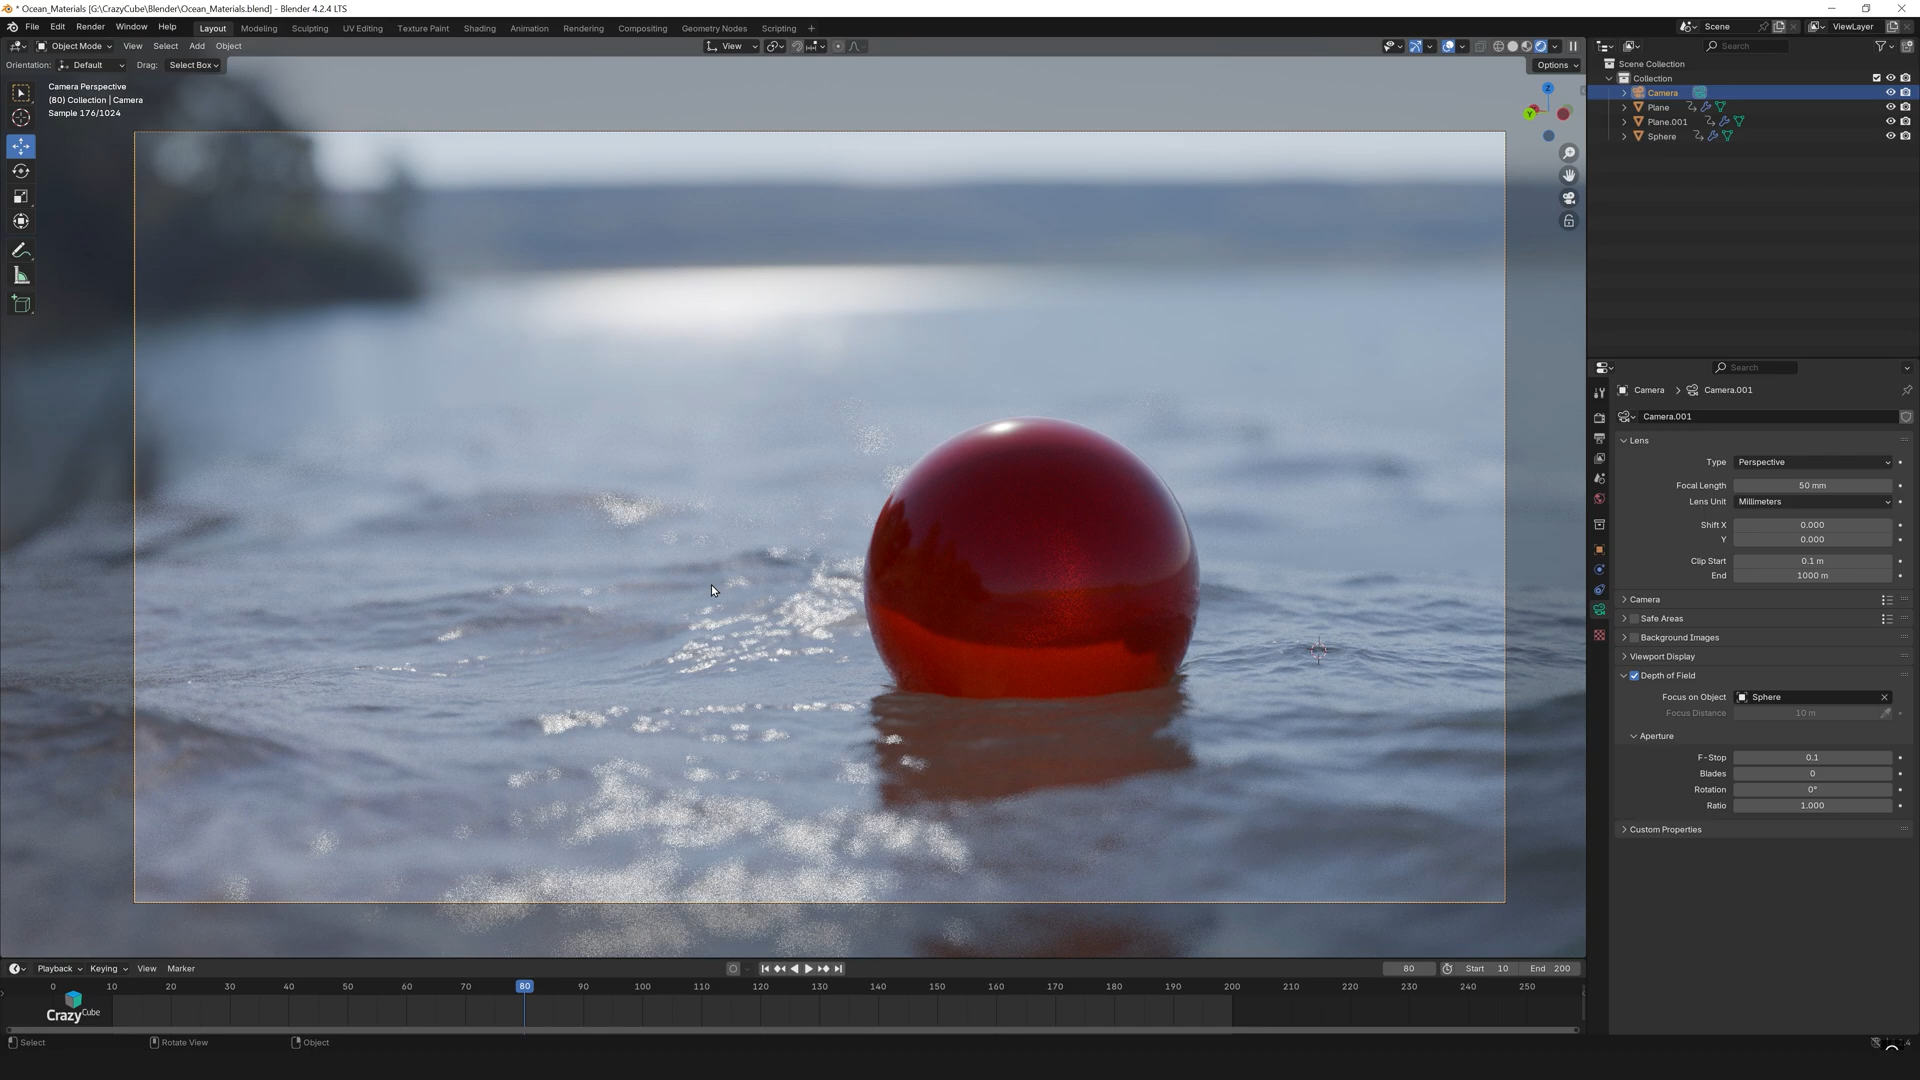 * Ocean_Materials [G:\CrazyCube\Blender\Ocean_Materials.blend] - Blender 4.2.4 LTS
File Edit Render Window Help Layout Modeling Sculpting UV Editing Texture Paint Shading Animation Rendering Compositing Geometry Nodes Scripting + Scene ViewLayer
Object Mode View Select Add Object View Search
Orientation: Default Drag: Select Box Options
Scene Collection
Collection
Camera
Plane
Plane.001
Sphere
Camera Perspective
(80) Collection | Camera
Sample 176/1024
Z
Y
Search
Camera > Camera.001
Camera.001
Lens
Type Perspective
Focal Length 50 mm
Lens Unit Millimeters
Shift X 0.000
Y 0.000
Clip Start 0.1 m
End 1000 m
Camera
Safe Areas
Background Images
Viewport Display
Depth of Field
Focus on Object Sphere
Focus Distance 10 m
Aperture
F-Stop 0.1
Blades 0
Rotation 0°
Ratio 1.000
Custom Properties
Playback Keying View Marker 80 Start 10 End 200
0 10 20 30 40 50 60 70 80 90 100 110 120 130 140 150 160 170 180 190 200 210 220 230 240 250
CrazyCube
Select Rotate View Object